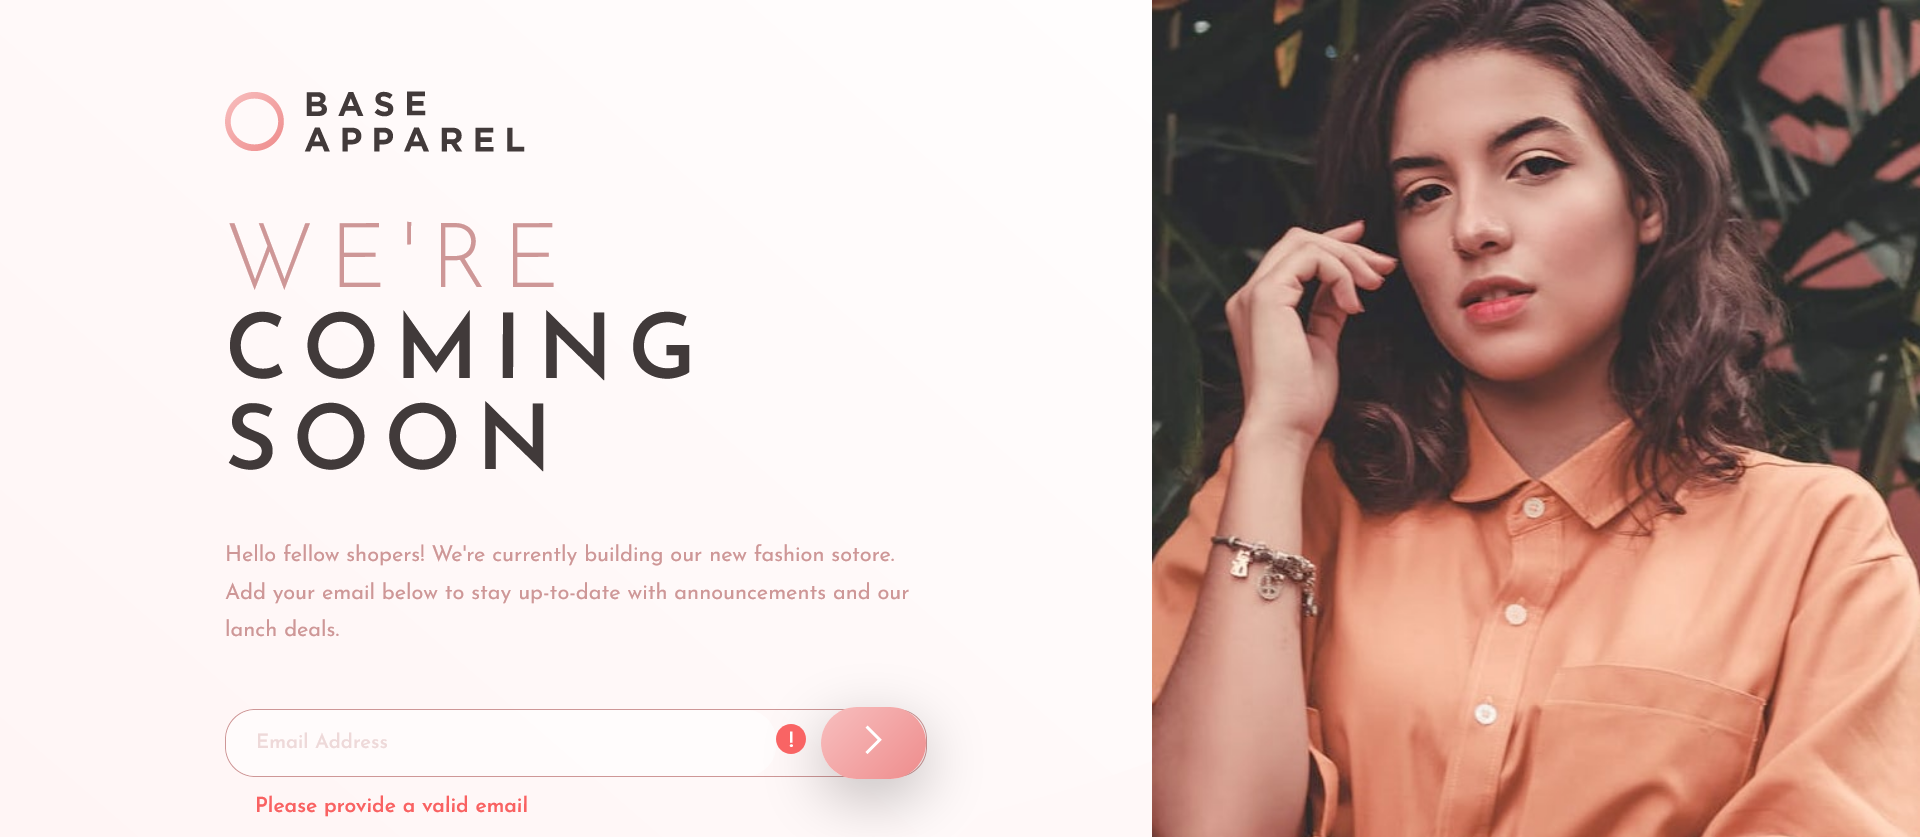 BASE
APPAREL
WE'RE
COMING
SOON
Hello fellow shopers! We're currently building our new fashion sotore.
Add your email below to stay up-to-date with announcements and our
lanch deals.
Email Address
!
Please provide a valid email